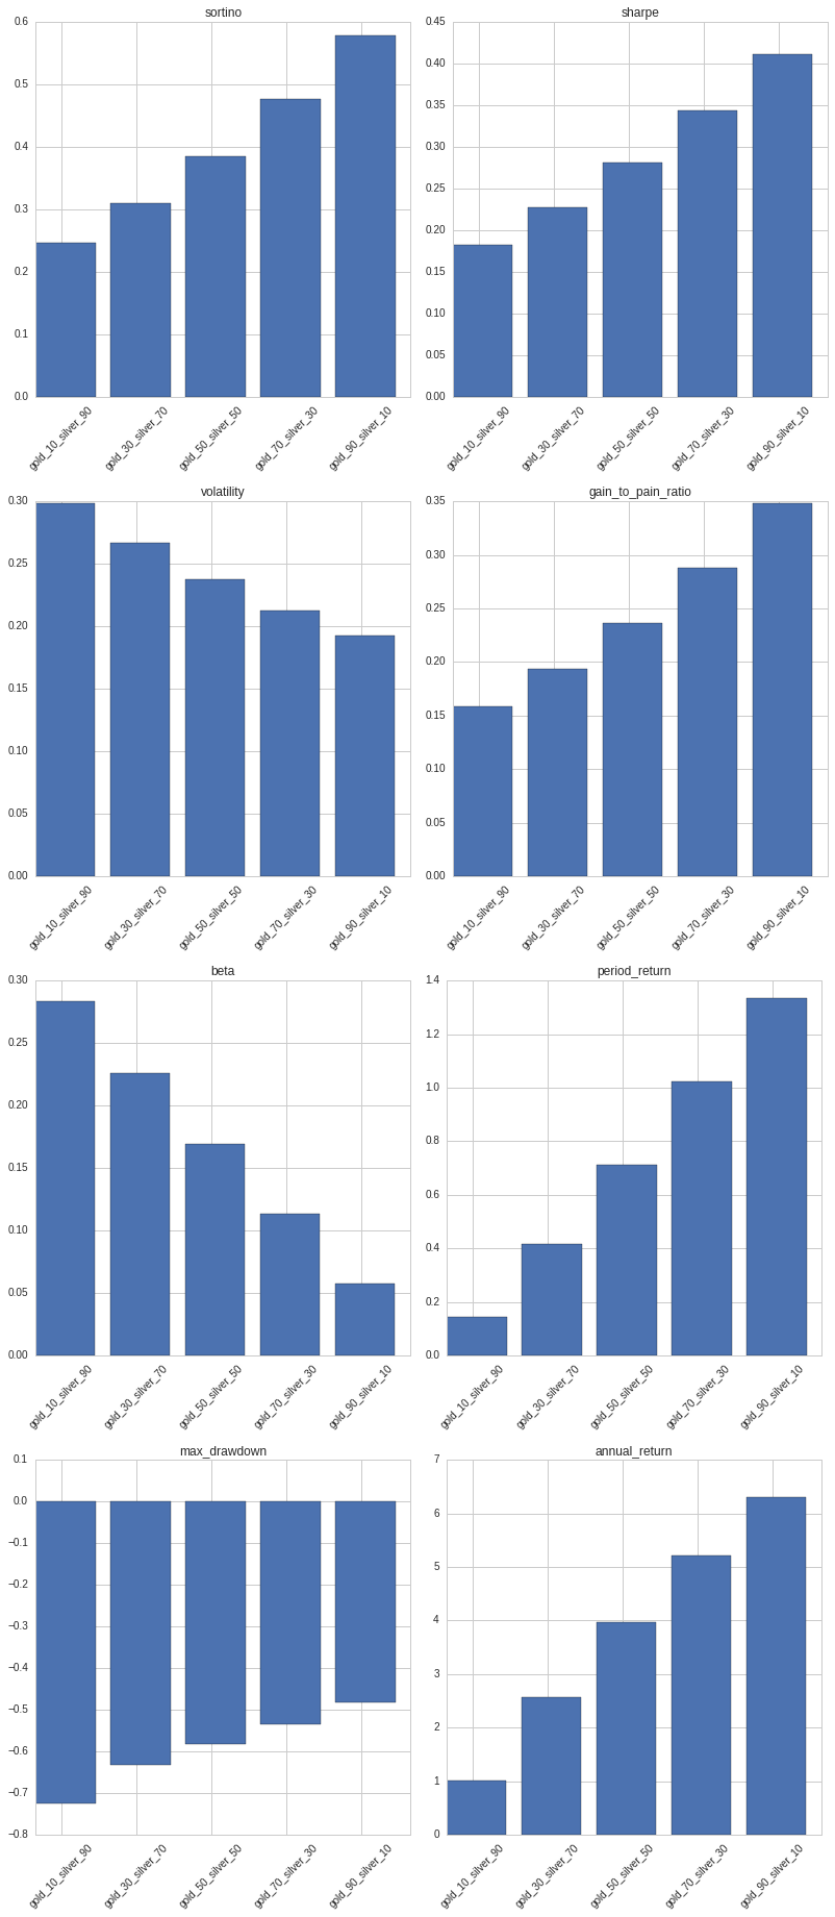 sortino
0.6
0.5
0.4
0.3
0.2
0.1
0.0
gold_10_silver_90
gold_30_silver_70
gold_50_silver_50
gold_70_silver_30
gold_90_silver_10
sharpe
0.45
0.40
0.35
0.30
0.25
0.20
0.15
0.10
0.05
0.00
gold_10_silver_90
gold_30_silver_70
gold_50_silver_50
gold_70_silver_30
gold_90_silver_10
volatility
0.30
0.25
0.20
0.15
0.10
0.05
0.00
gold_10_silver_90
gold_30_silver_70
gold_50_silver_50
gold_70_silver_30
gold_90_silver_10
gain_to_pain_ratio
0.35
0.30
0.25
0.20
0.15
0.10
0.05
0.00
gold_10_silver_90
gold_30_silver_70
gold_50_silver_50
gold_70_silver_30
gold_90_silver_10
beta
0.30
0.25
0.20
0.15
0.10
0.05
0.00
gold_10_silver_90
gold_30_silver_70
gold_50_silver_50
gold_70_silver_30
gold_90_silver_10
period_return
1.4
1.2
1.0
0.8
0.6
0.4
0.2
0.0
gold_10_silver_90
gold_30_silver_70
gold_50_silver_50
gold_70_silver_30
gold_90_silver_10
max_drawdown
0.1
0.0
−0.1
−0.2
−0.3
−0.4
−0.5
−0.6
−0.7
−0.8
gold_10_silver_90
gold_30_silver_70
gold_50_silver_50
gold_70_silver_30
gold_90_silver_10
annual_return
7
6
5
4
3
2
1
0
gold_10_silver_90
gold_30_silver_70
gold_50_silver_50
gold_70_silver_30
gold_90_silver_10